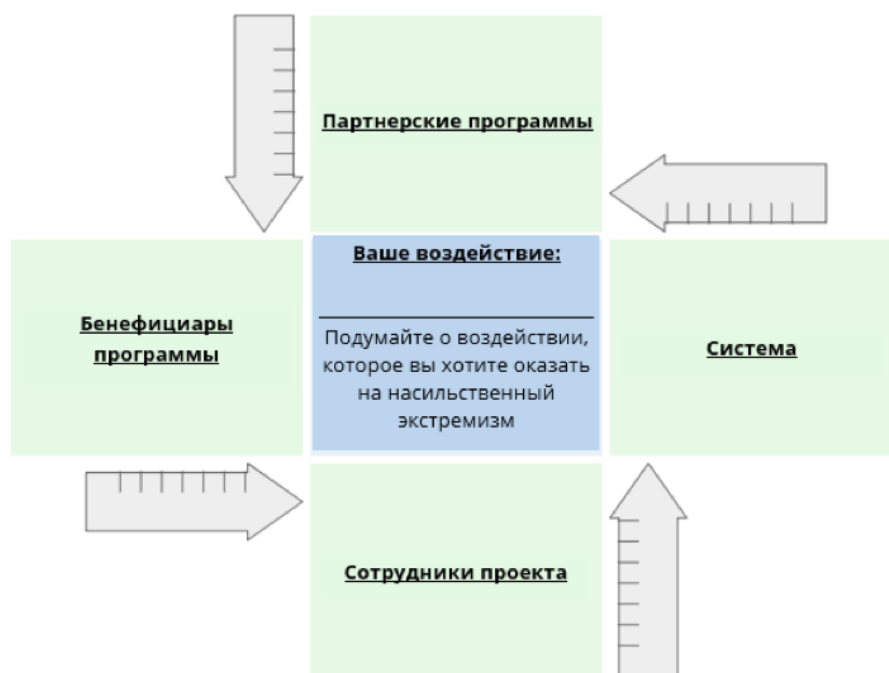 Партнерские программы
Ваше воздействие:
Бенефициары
программы
Подумайте о воздействии,
которое вы хотите оказать
на насильственный
экстремизм
Система
Сотрудники проекта